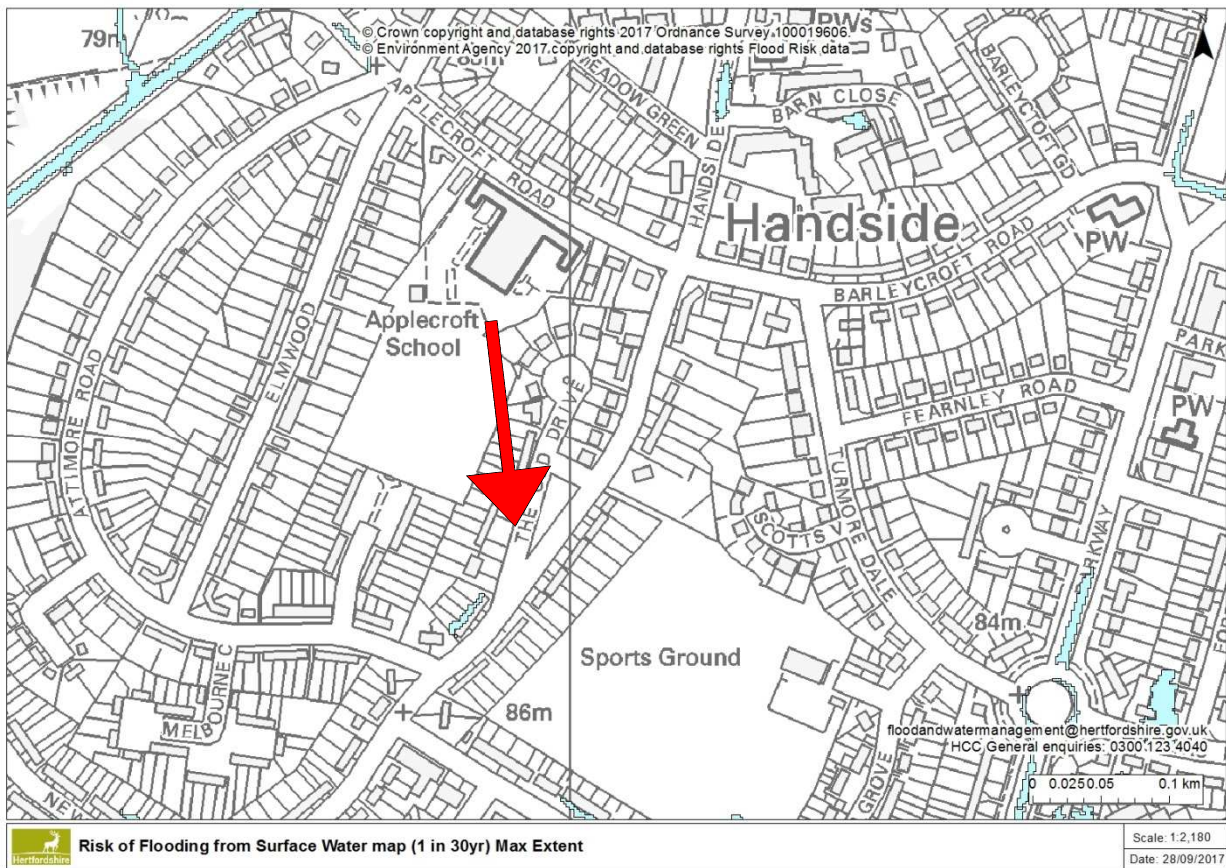 © Crown copyright and database rights 2017 Ordnance Survey 100019606.
© Environment Agency 2017.copyright and database rights Flood Risk data
79m
PWs
APPLECROFT ROAD
MEADOW GREEN
HANDSIDE
BARN CLOSE
BARLEYCROFT GD
Handside
PW
BARLEYCROFT ROAD
Applecroft
School
ELMWOOD
ATTIMORE ROAD
DRIVE
THE
PARK
FEARNLEY ROAD
PW
TURMORE DALE
SCOTTS V
84m
Sports Ground
MELBOURNE C
86m
GROVE
NEW
floodandwatermanagement@hertfordshire.gov.uk
HCC General enquiries: 0300 123 4040
0 0.025 0.05 0.1 km
Hertfordshire
Risk of Flooding from Surface Water map (1 in 30yr) Max Extent
Scale: 1:2,180
Date: 28/09/2017